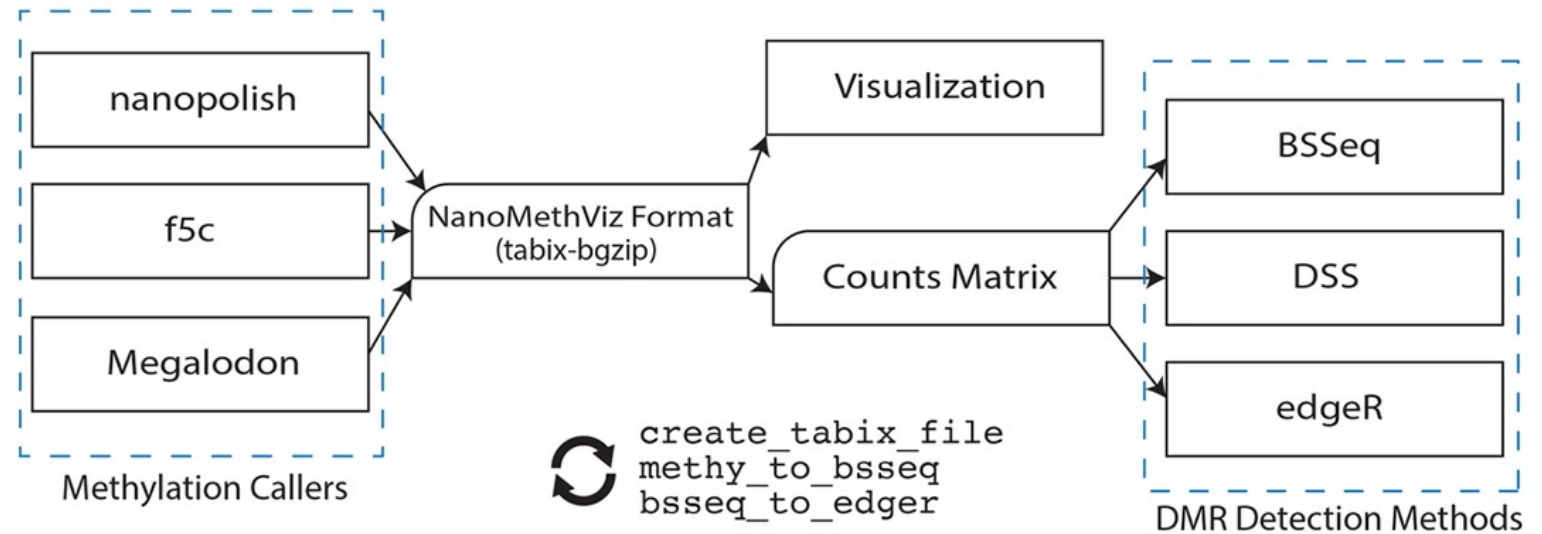 nanopolish
f5c
Megalodon
Methylation Callers
NanoMethViz Format
(tabix-bgzip)
Visualization
Counts Matrix
create_tabix_file
methy_to_bsseq
bsseq_to_edger
BSSeq
DSS
edgeR
DMR Detection Methods